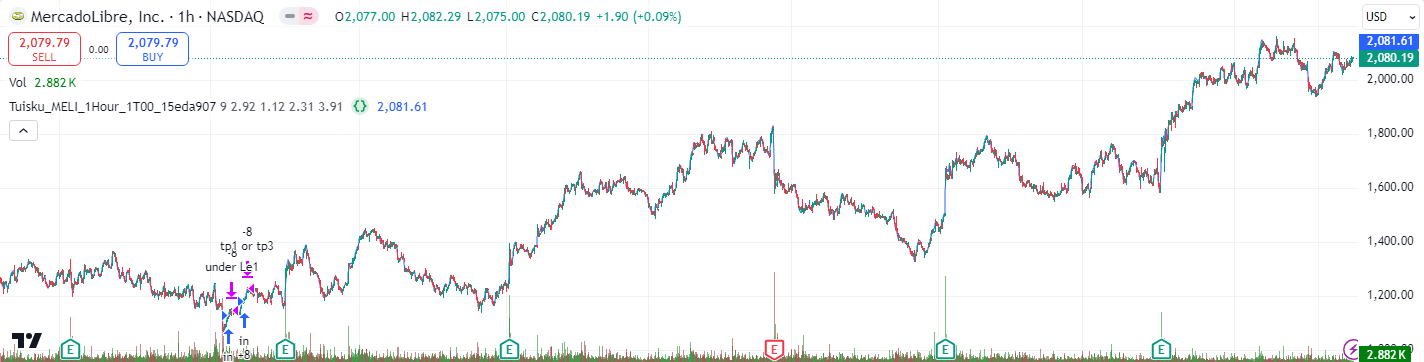 MercadoLibre, Inc. · 1h · NASDAQ O2,077.00 H2,082.29 L2,075.00 C2,080.19 +1.90 (+0.09%)
USD
2,079.79 0.00 2,079.79
SELL BUY
2,081.61
2,080.19
Vol 2.882 K
2,000.00
Tuisku_MELI_1Hour_1T00_15eda907 9 2.92 1.12 2.31 3.91 {} 2,081.61
1,800.00
1,600.00
-8
tp1 or tp3
1,400.00
-8
under Le1
1,200.00
in
in +8
E E E E E E
2.882 K